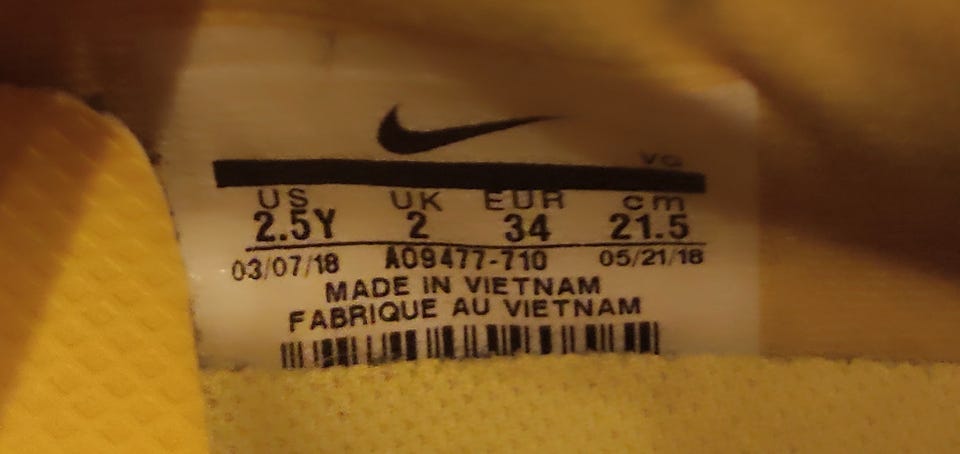 VG
US UK EUR cm
2.5Y 2 34 21.5
03/07/18 AO9477-710 05/21/18
MADE IN VIETNAM
FABRIQUE AU VIETNAM